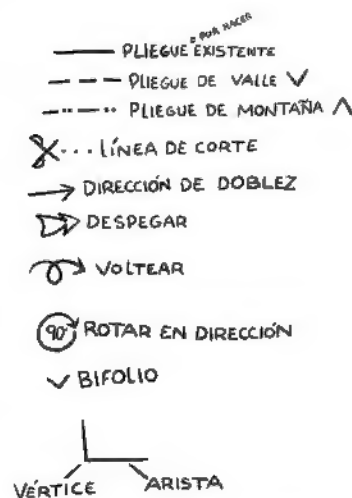 o POR HACER
PLIEGUE EXISTENTE
PLIEGUE DE VALLE
PLIEGUE DE MONTAÑA
LÍNEA DE CORTE
DIRECCIÓN DE DOBLEZ
DESPEGAR
VOLTEAR
90° ROTAR EN DIRECCIÓN
BIFOLIO
VÉRTICE ARISTA